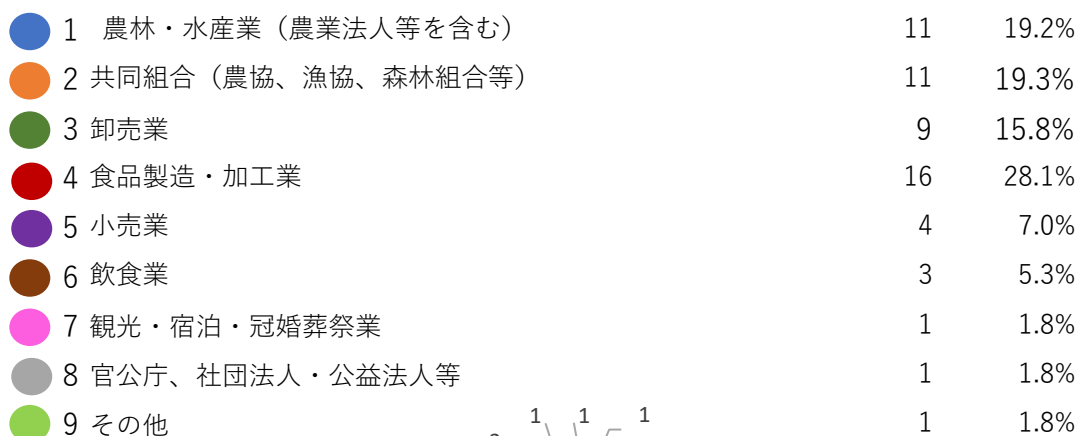 1 農林・水産業（農業法人等を含む） 11 19.2%
2 共同組合（農協、漁協、森林組合等） 11 19.3%
3 卸売業 9 15.8%
4 食品製造・加工業 16 28.1%
5 小売業 4 7.0%
6 飲食業 3 5.3%
7 観光・宿泊・冠婚葬祭業 1 1.8%
8 官公庁、社団法人・公益法人等 1 1.8%
1 1 1
9 その他 1 1.8%